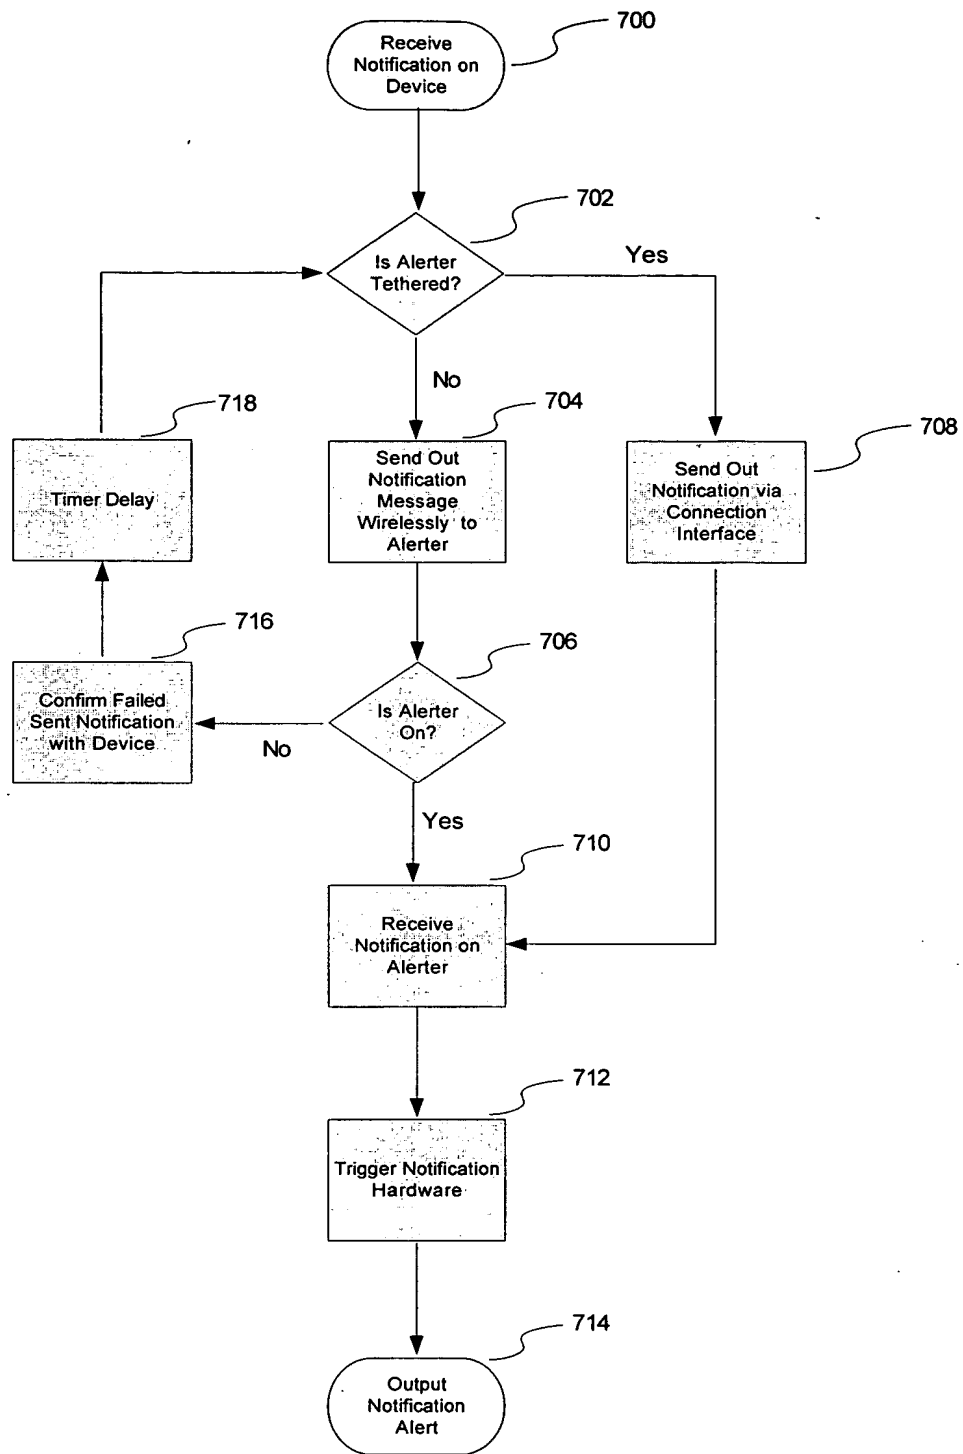 700
Receive
Notification on
Device
702
Is Alerter
Tethered?
Yes
No
718
Timer Delay
704
Send Out
Notification
Message
Wirelessly to
Alerter
708
Send Out
Notification via
Connection
Interface
716
Confirm Failed
Sent Notification
with Device
706
Is Alerter
On?
No
Yes
710
Receive
Notification on
Alerter
712
Trigger Notification
Hardware
714
Output
Notification
Alert